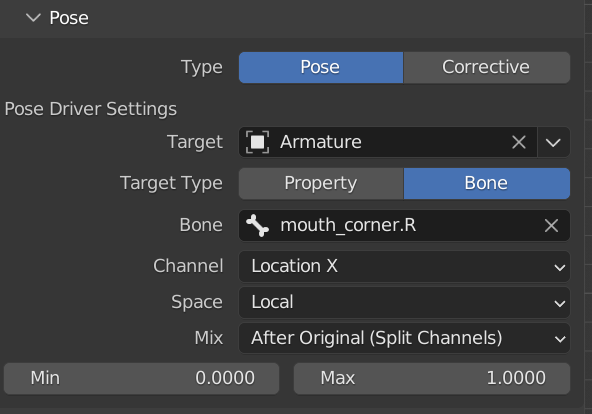 Pose
Type Pose Corrective
Pose Driver Settings
Target Armature
Target Type Property Bone
Bone mouth_corner.R
Channel Location X
Space Local
Mix After Original (Split Channels)
Min 0.0000 Max 1.0000